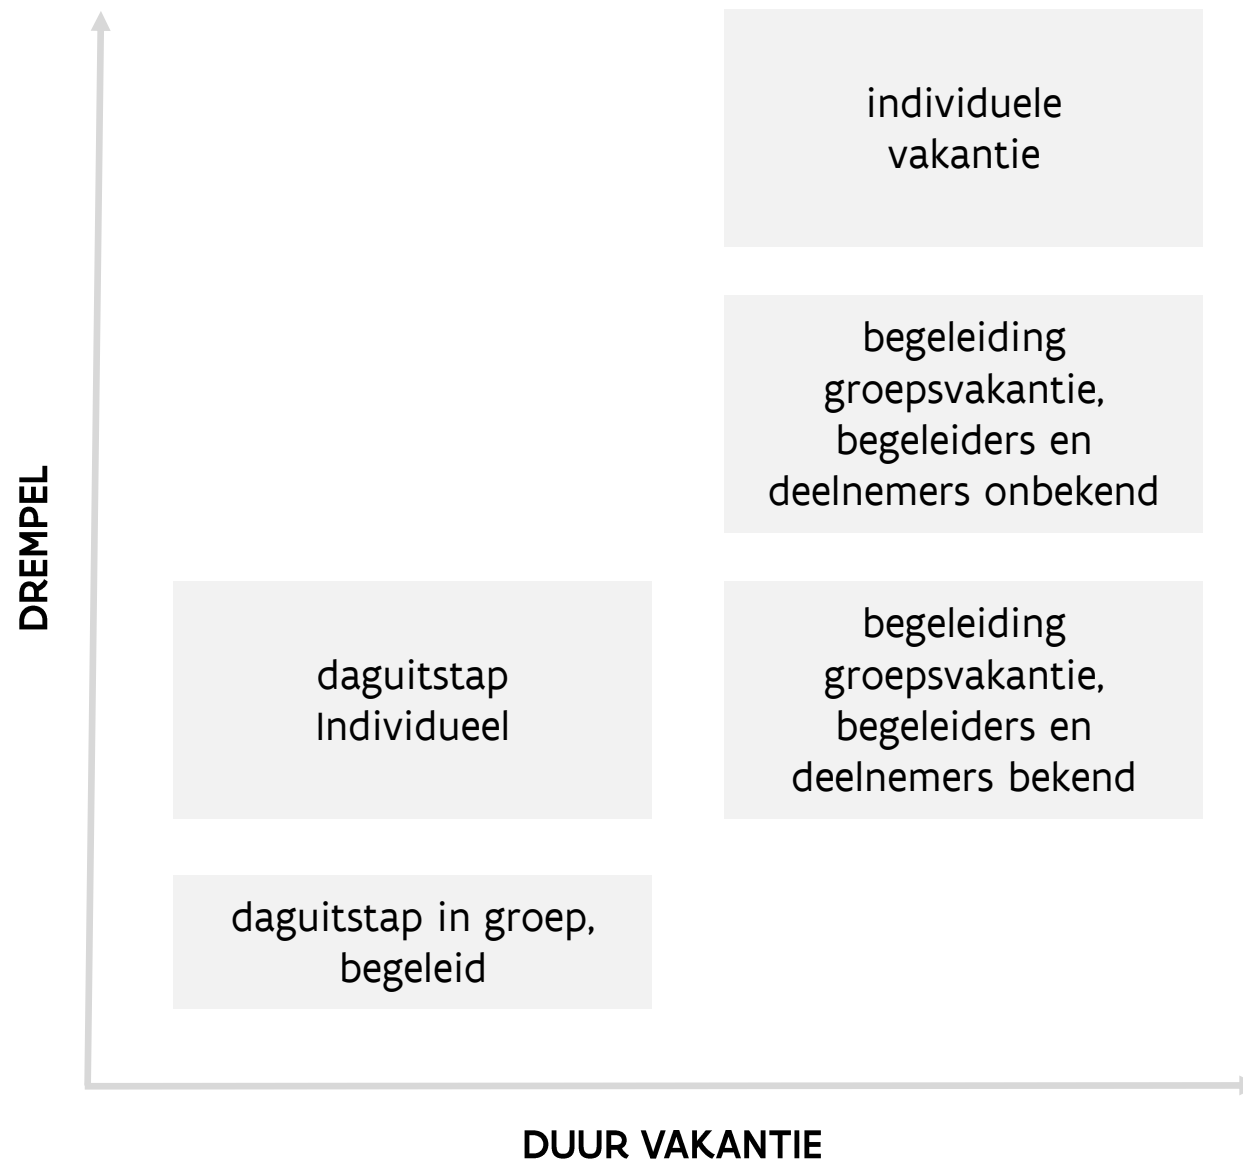 individuele
vakantie
begeleiding
groepsvakantie,
begeleiders en
deelnemers onbekend
DREMPEL
daguitstap
Individueel
begeleiding
groepsvakantie,
begeleiders en
deelnemers bekend
daguitstap in groep,
begeleid
DUUR VAKANTIE